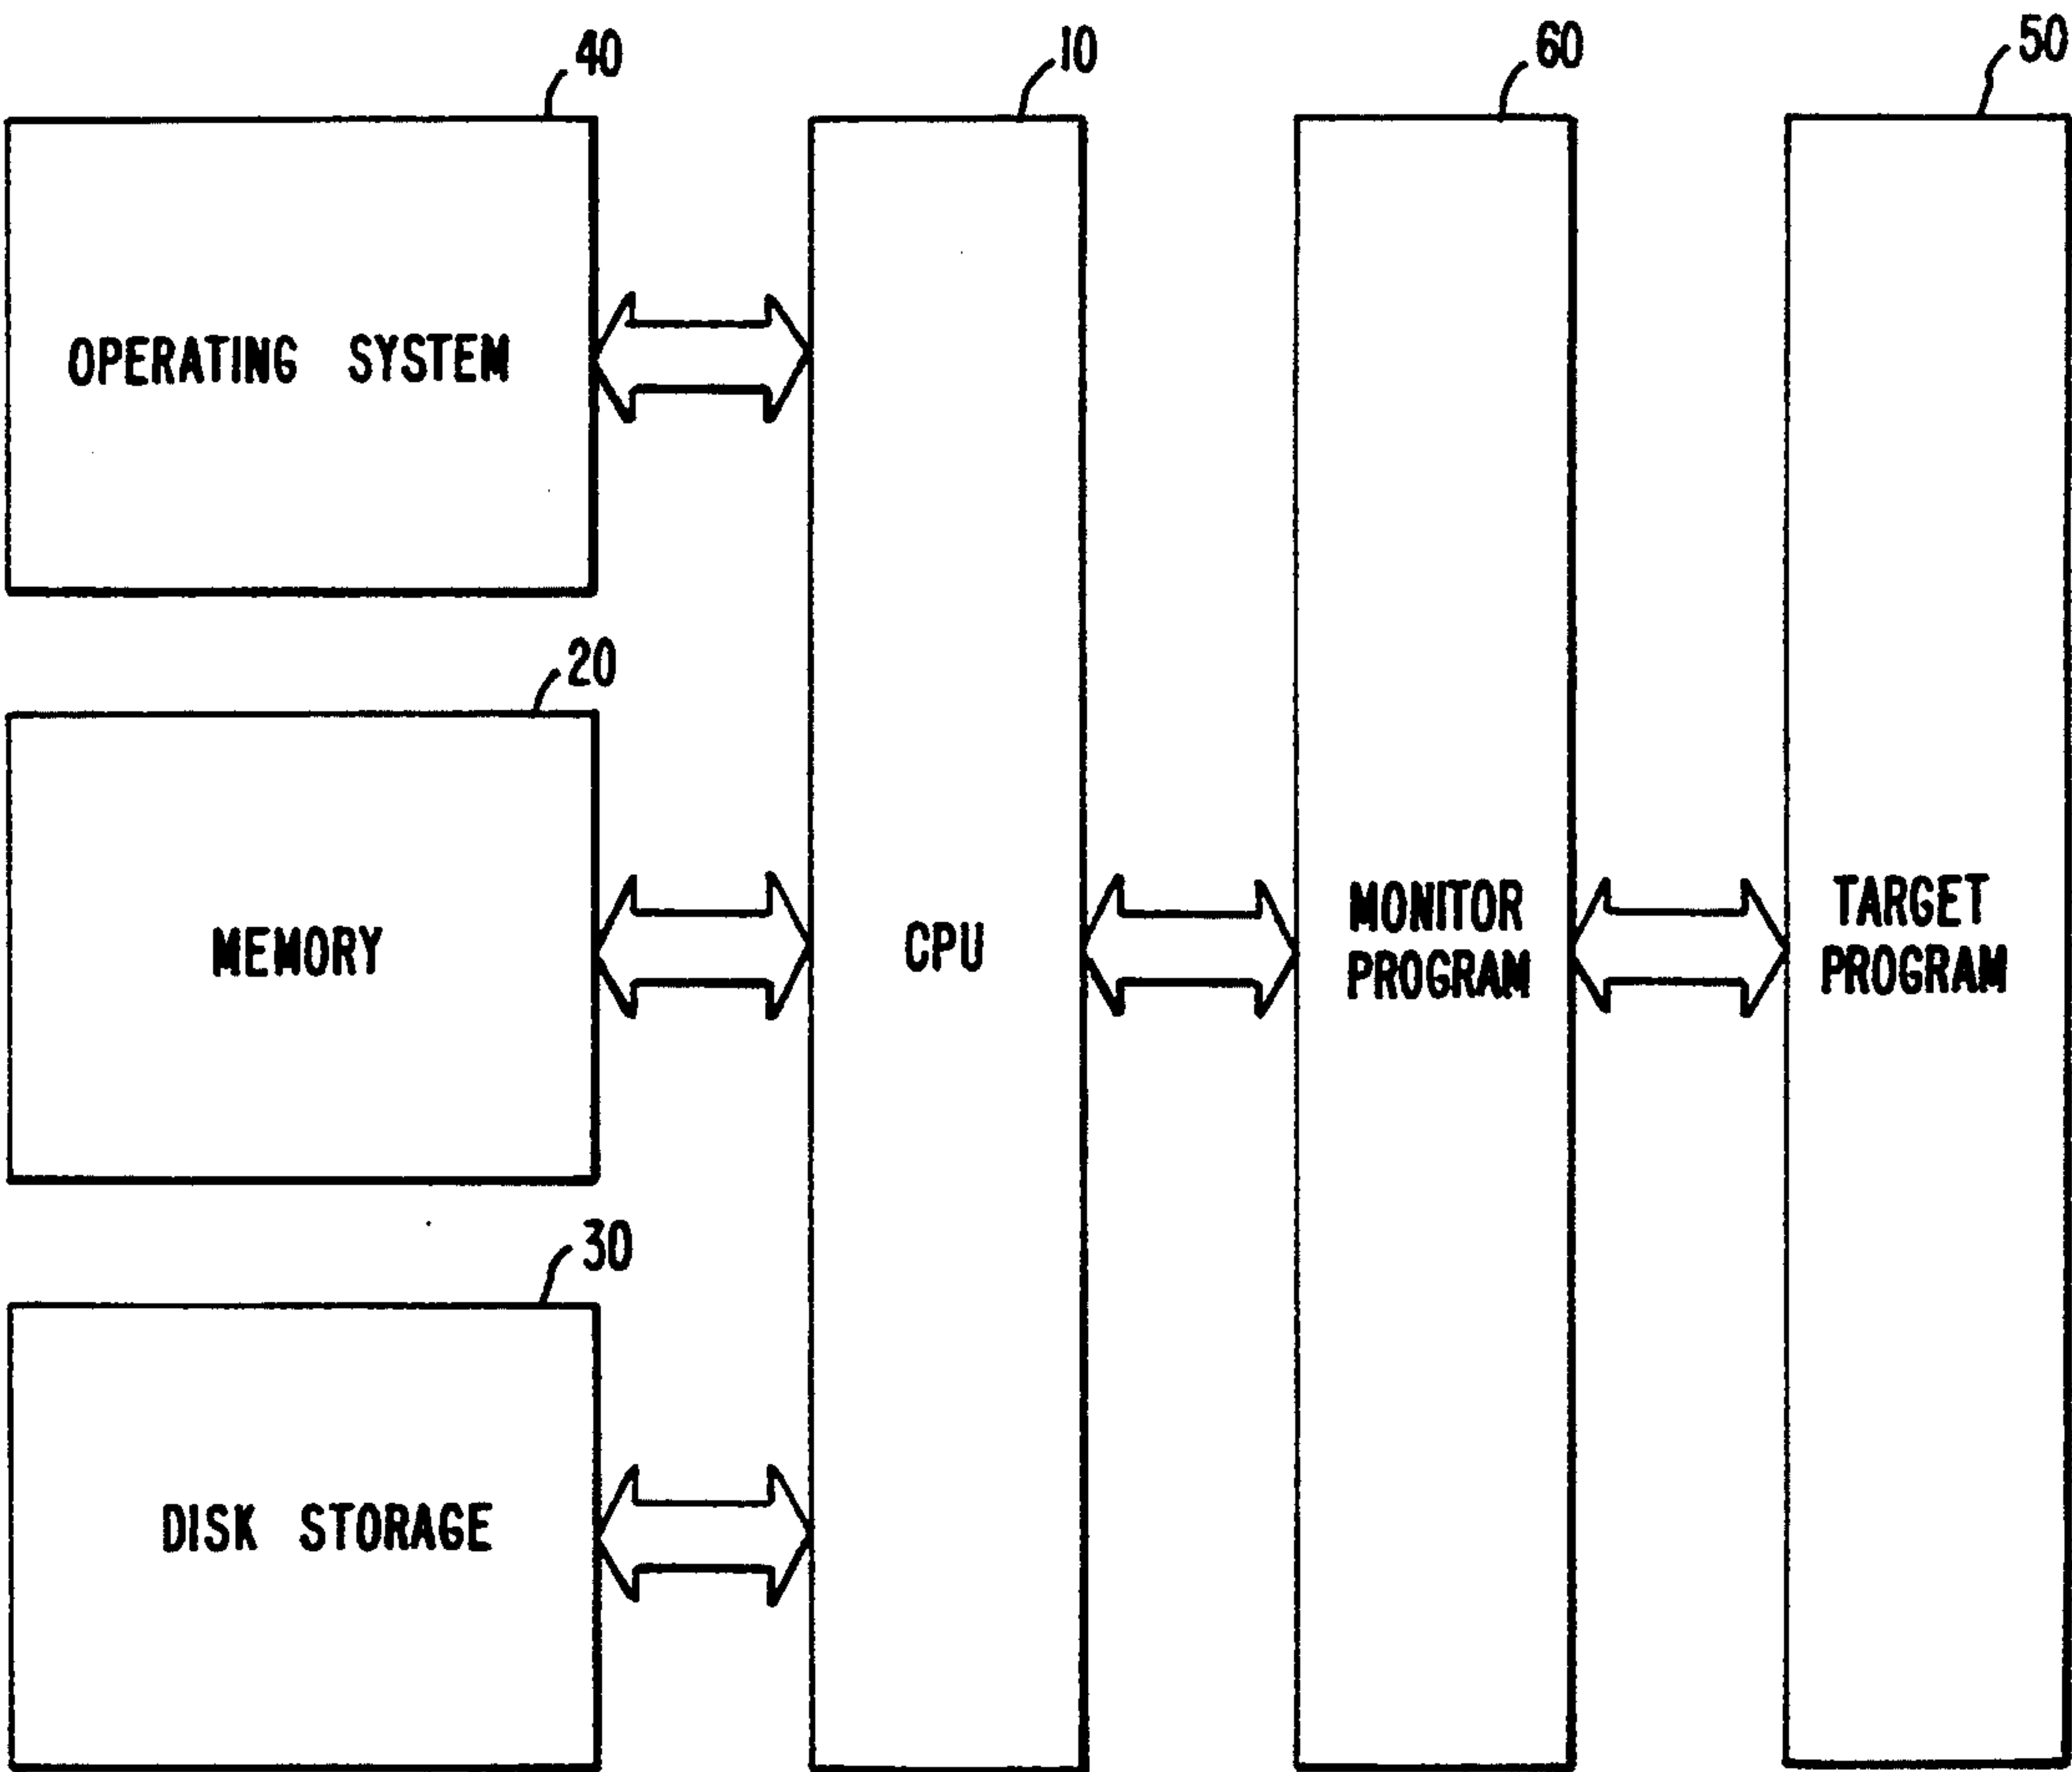 40
10
60
50
OPERATING SYSTEM
20
MEMORY
CPU
MONITOR
PROGRAM
TARGET
PROGRAM
30
DISK STORAGE